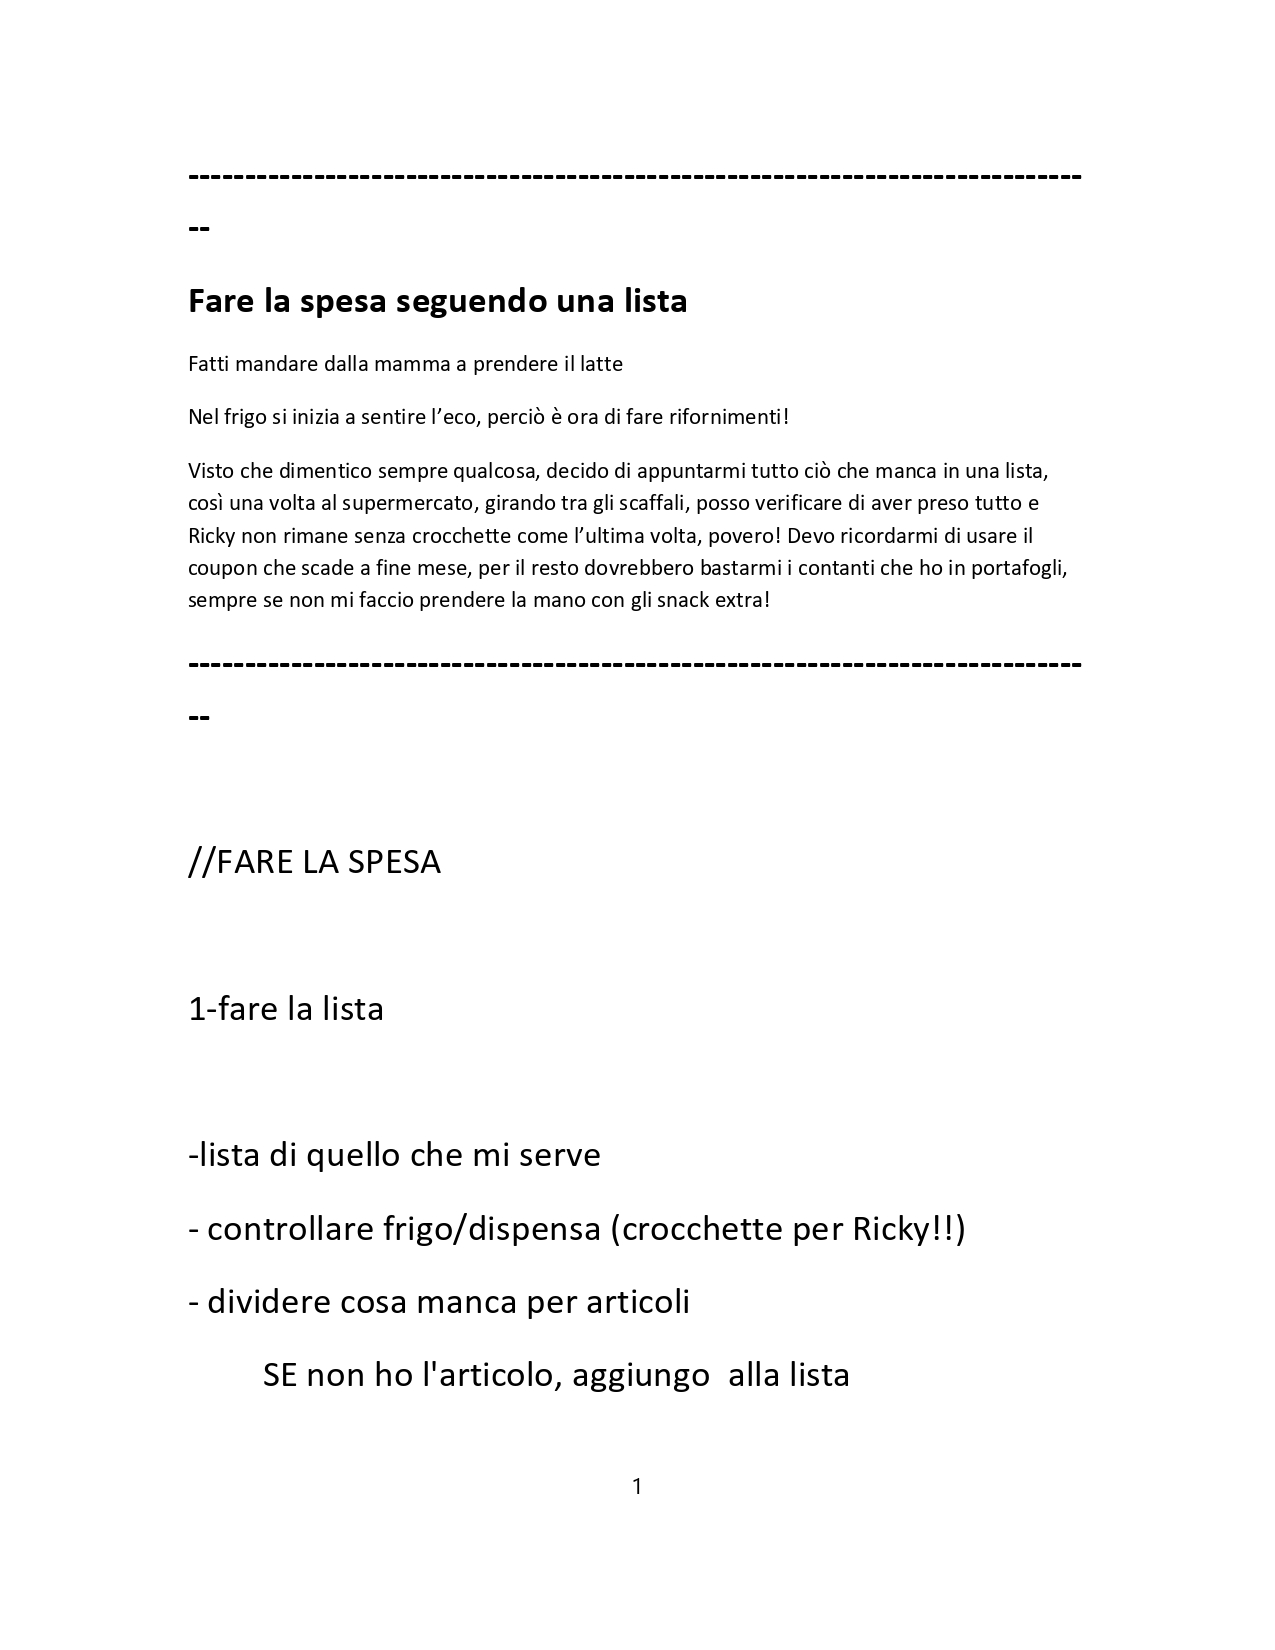 ------------------------------------------------------------------------------
--
Fare la spesa seguendo una lista
Fatti mandare dalla mamma a prendere il latte
Nel frigo si inizia a sentire l’eco, perciò è ora di fare rifornimenti!
Visto che dimentico sempre qualcosa, decido di appuntarmi tutto ciò che manca in una lista,
così una volta al supermercato, girando tra gli scaffali, posso verificare di aver preso tutto e
Ricky non rimane senza crocchette come l’ultima volta, povero! Devo ricordarmi di usare il
coupon che scade a fine mese, per il resto dovrebbero bastarmi i contanti che ho in portafogli,
sempre se non mi faccio prendere la mano con gli snack extra!
------------------------------------------------------------------------------
--
//FARE LA SPESA
1-fare la lista
-lista di quello che mi serve
- controllare frigo/dispensa (crocchette per Ricky!!)
- dividere cosa manca per articoli
SE non ho l'articolo, aggiungo  alla lista
1